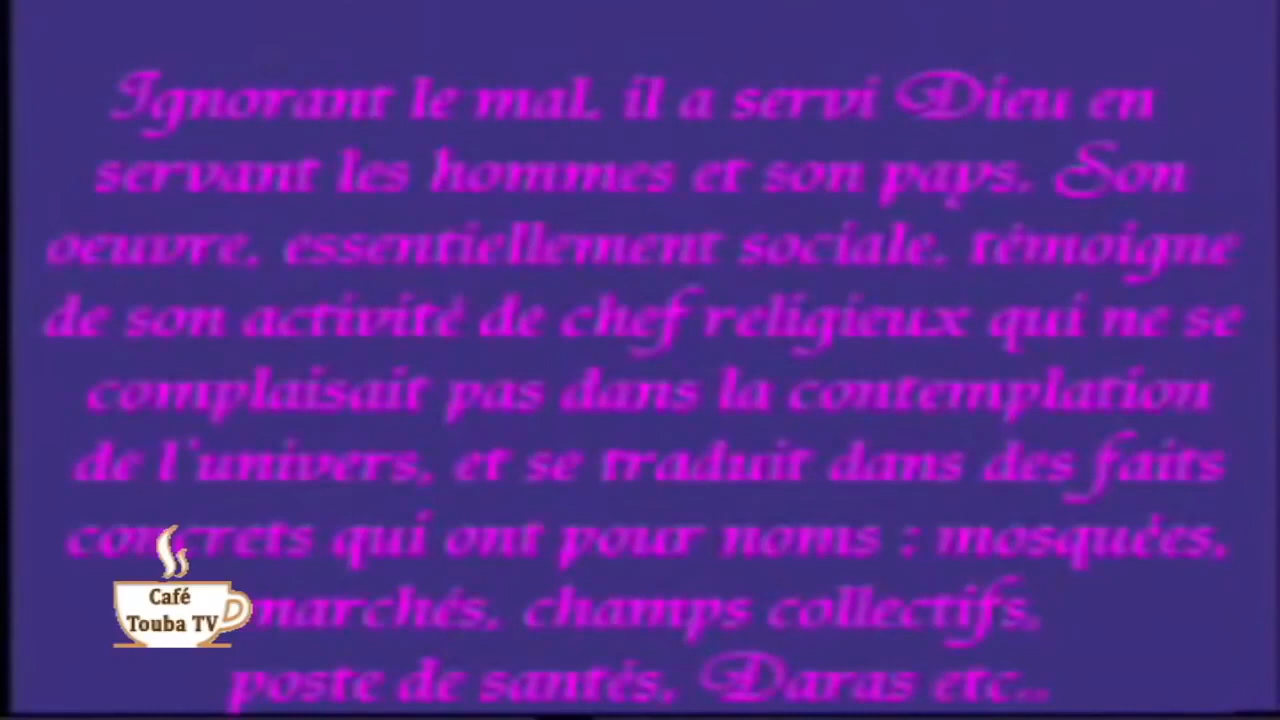 Ignorant le mal, il a servi Dieu en
servant les hommes et son pays. Son
oeuvre, essentiellement sociale, témoigne
de son activité de chef religieux qui ne se
complaisait pas dans la contemplation
de l'univers, et se traduit dans des faits
concrets qui ont pour noms : mosquées,
marchés, champs collectifs,
poste de santés, Daras etc..
Café
Touba TV